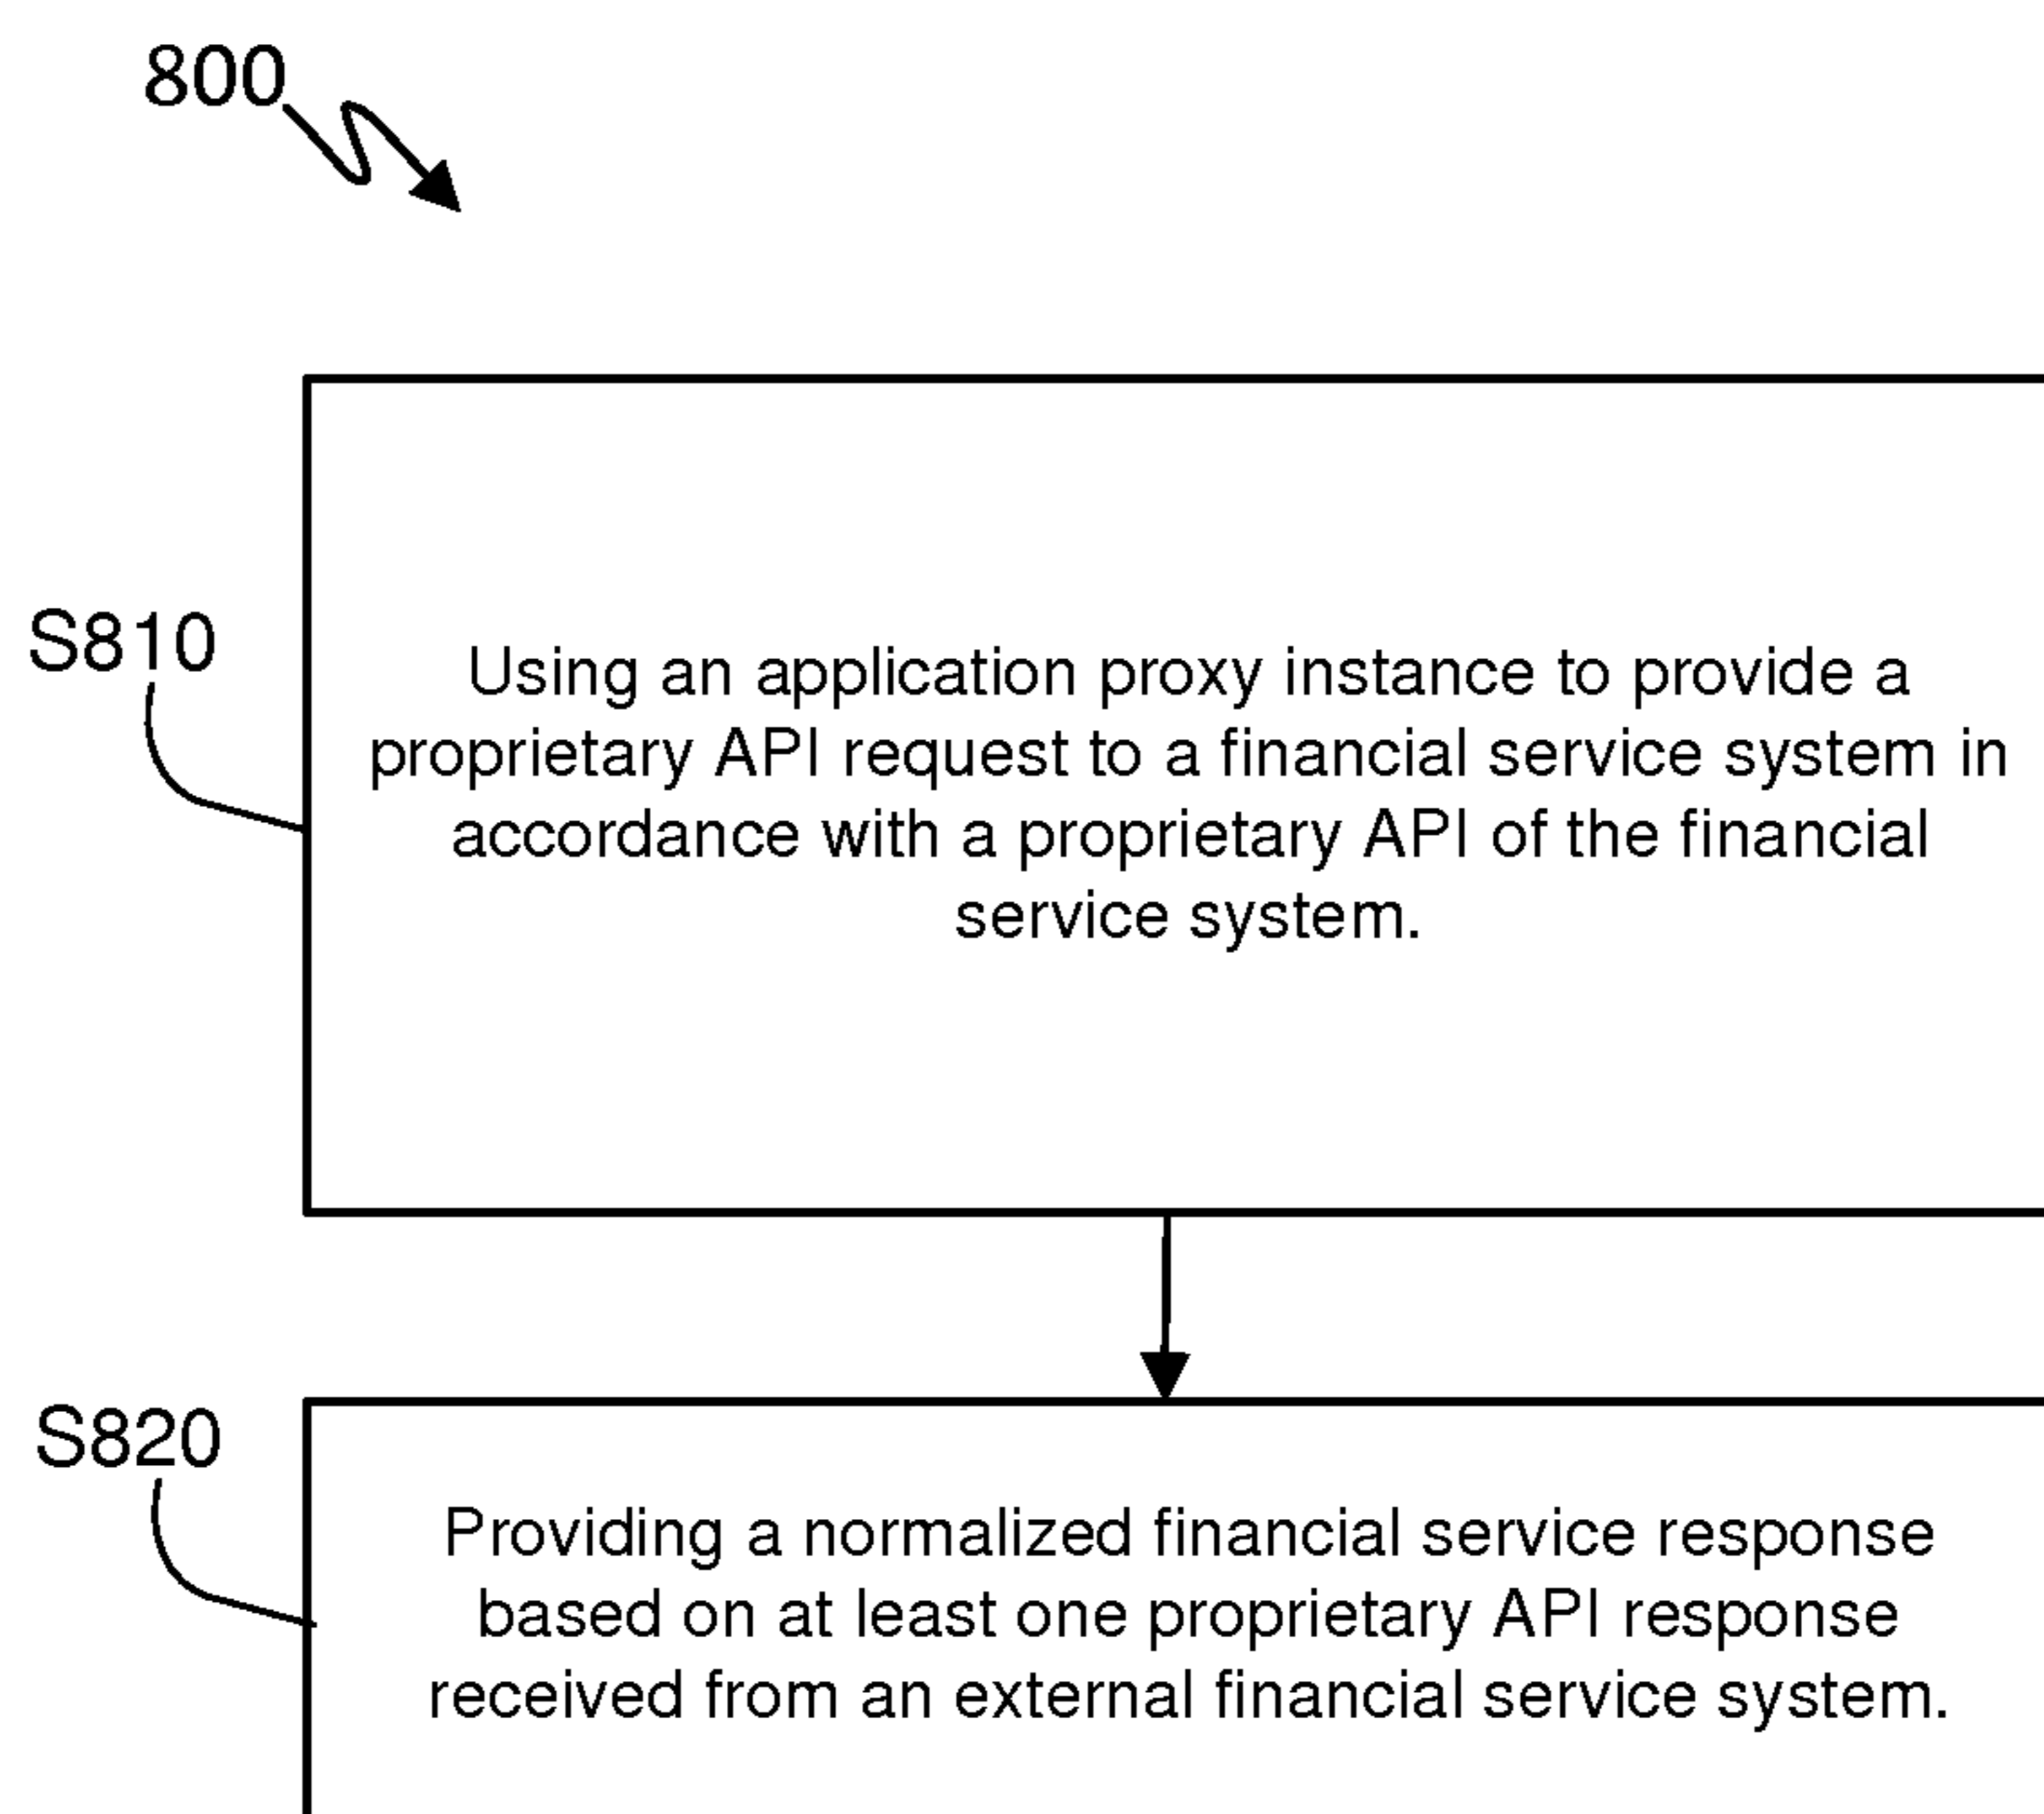 800
S810
Using an application proxy instance to provide a
proprietary API request to a financial service system in
accordance with a proprietary API of the financial
service system.
S820
Providing a normalized financial service response
based on at least one proprietary API response
received from an external financial service system.